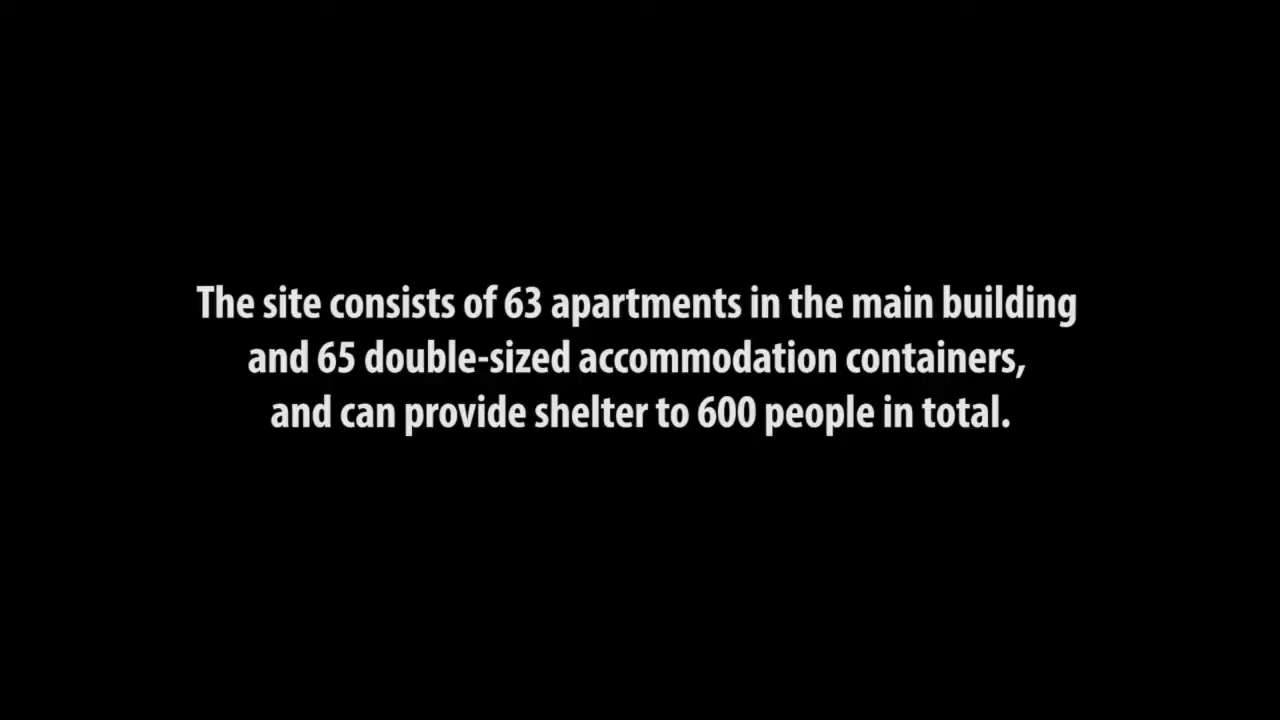 The site consists of 63 apartments in the main building
and 65 double-sized accommodation containers,
and can provide shelter to 600 people in total.